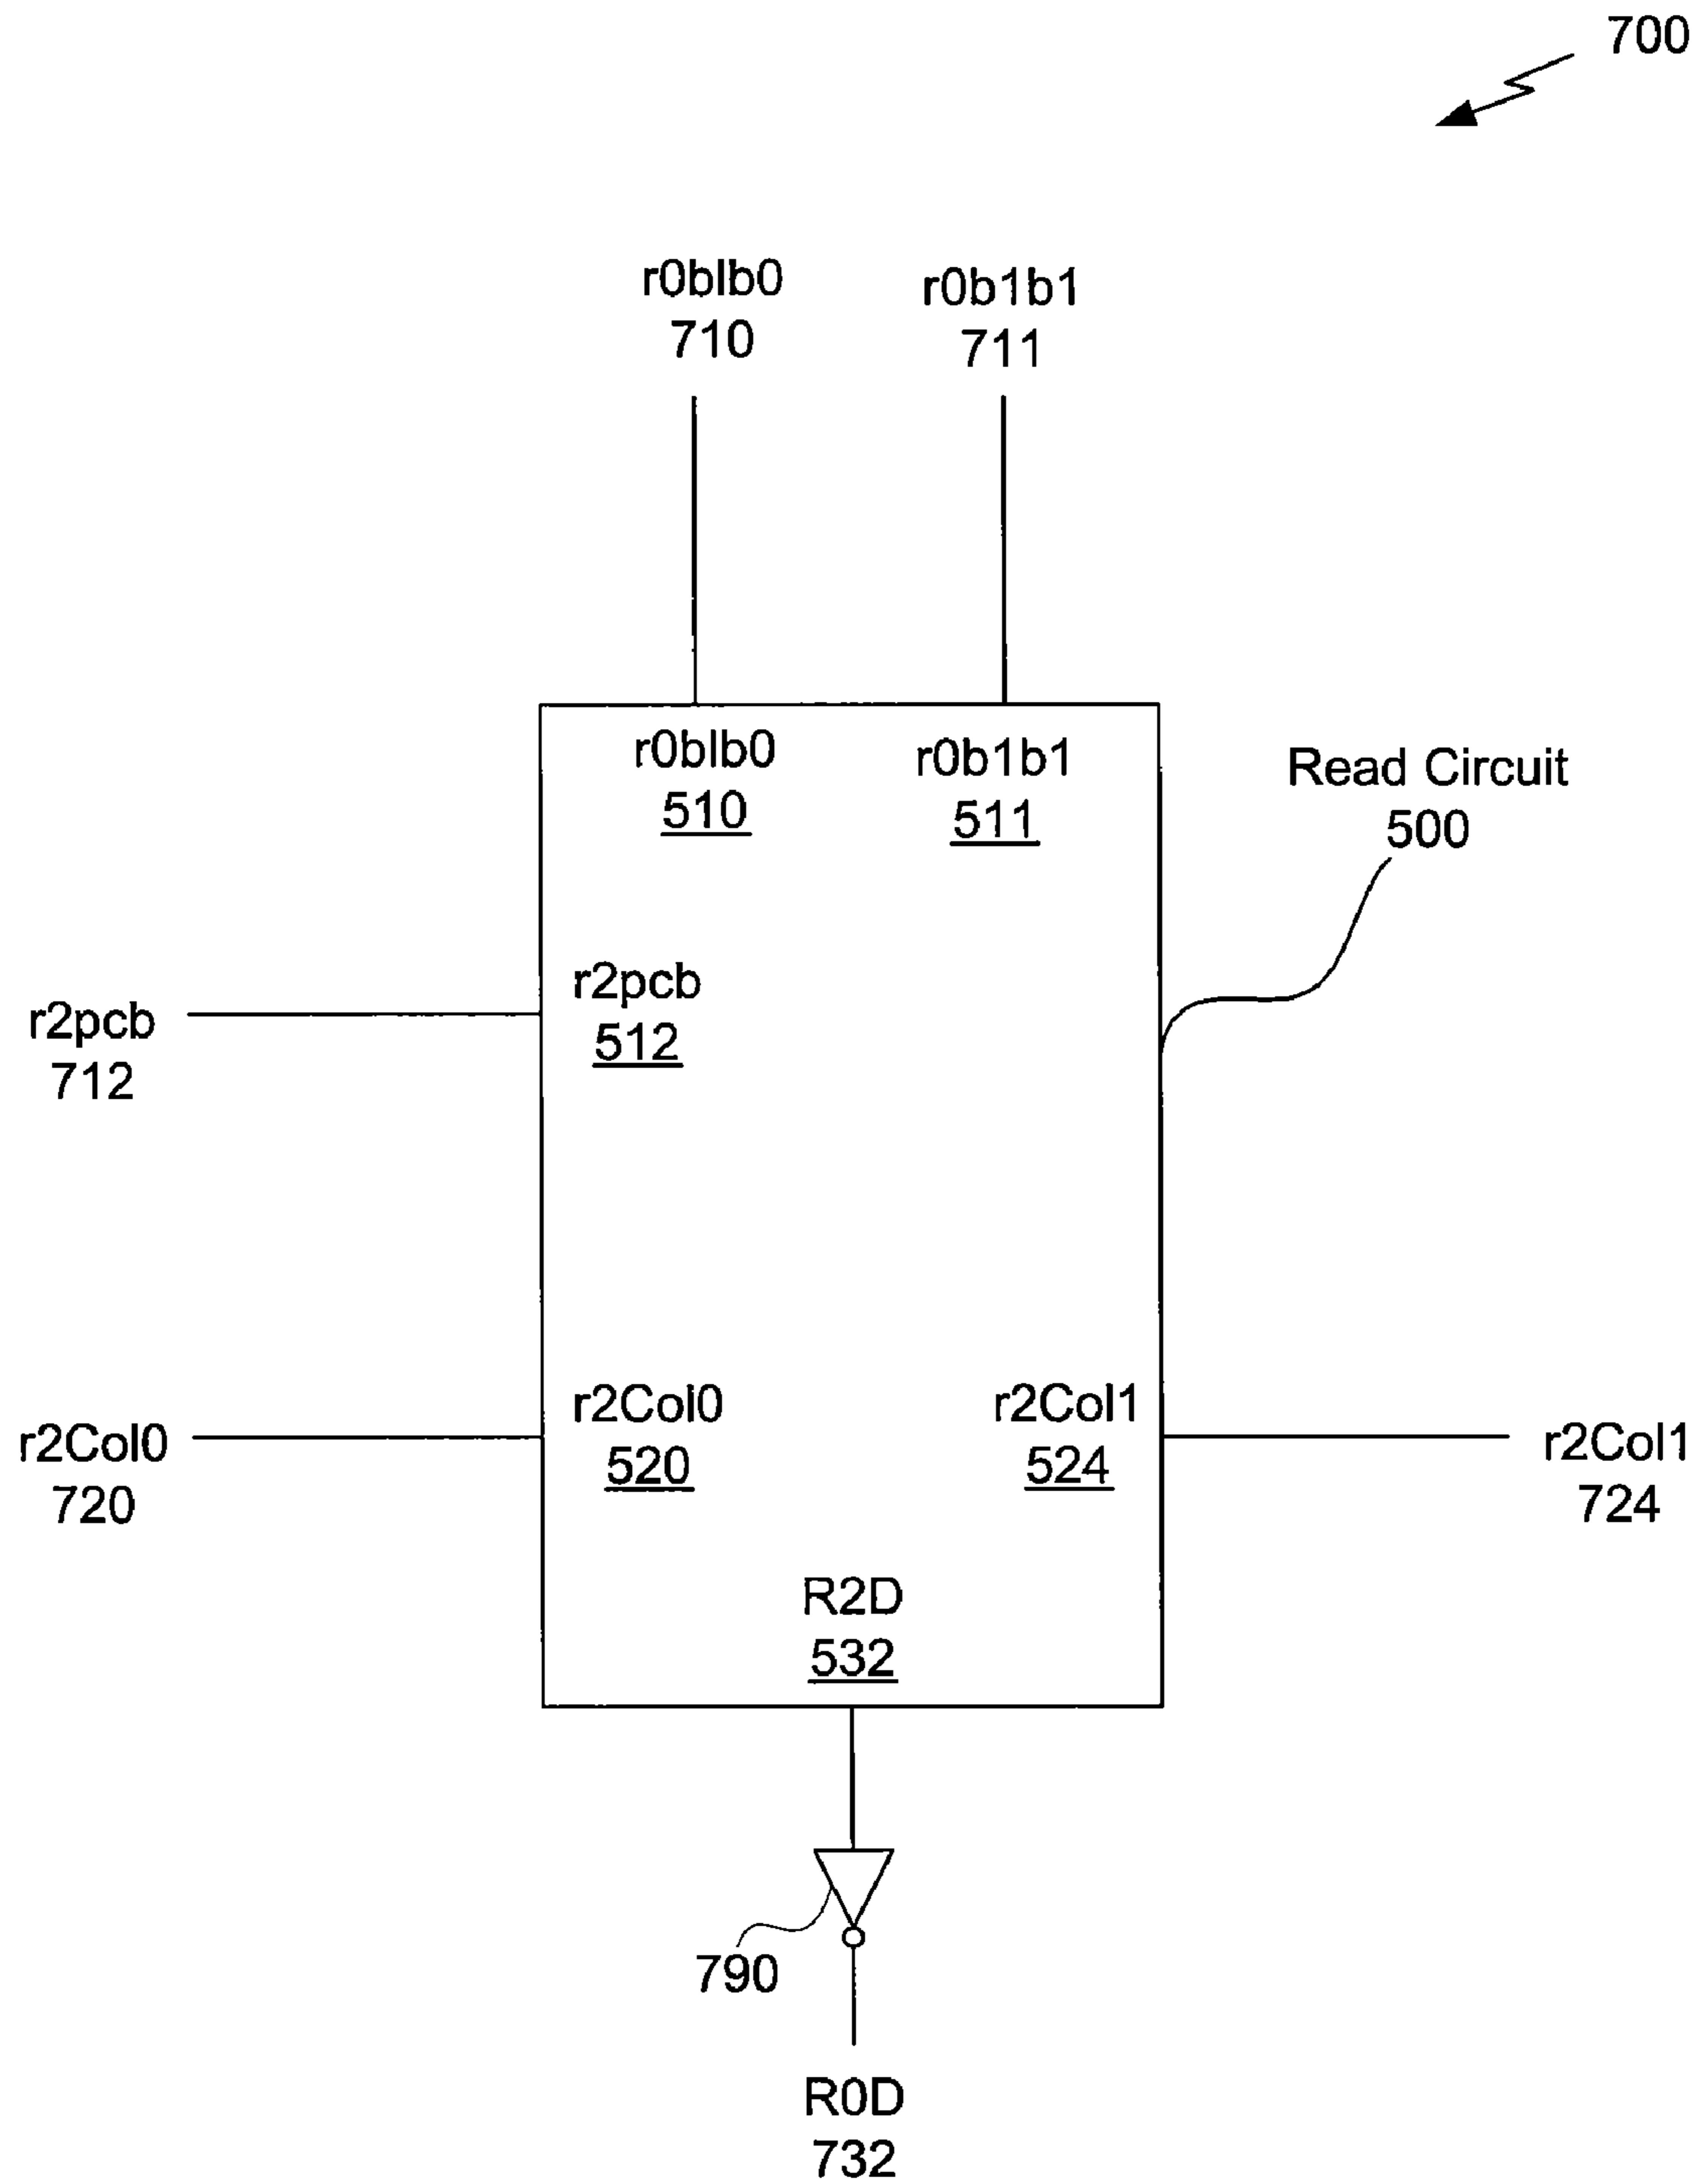 700
r0blb0
710
r0b1b1
711
r0blb0
510
r0b1b1
511
Read Circuit
500
r2pcb
512
r2pcb
712
r2Col0
520
r2Col1
524
r2Col0
720
r2Col1
724
R2D
532
790
R0D
732